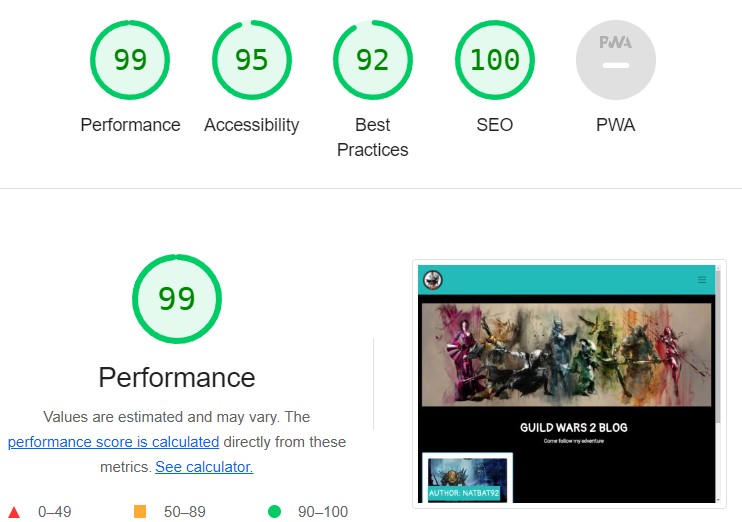 99
95
92
100
PWA
Performance
Accessibility
Best
Practices
SEO
PWA
99
Performance
Values are estimated and may vary. The
performance score is calculated directly from these
metrics. See calculator.
0–49
50–89
90–100
GUILD WARS 2 BLOG
Come follow my adventure
AUTHOR: NATBAT92